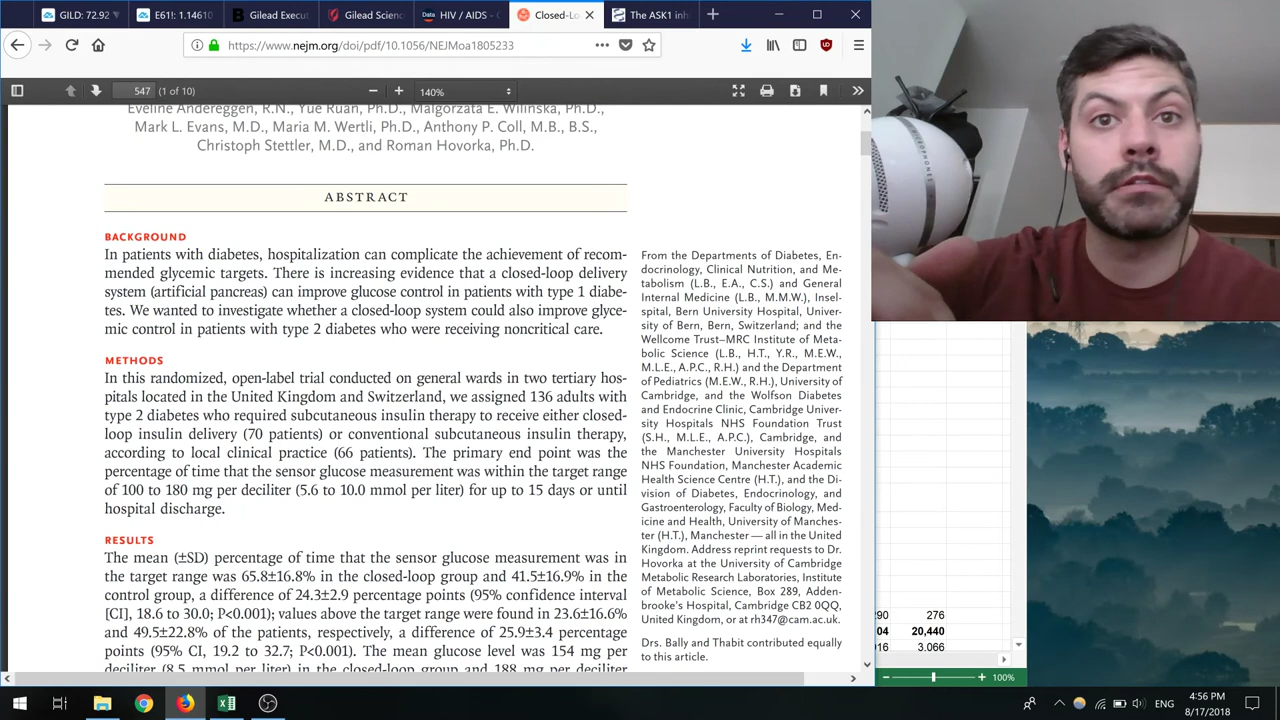 GILD: 72.92
E61!: 1.14610
Gilead Execut
Gilead Scienc
HIV / AIDS - G
Closed-Lo
The ASK1 inh
https://www.nejm.org/doi/pdf/10.1056/NEJMoa1805233
547 (1 of 10)
140%
Eveline Andereggen, R.N., Yue Ruan, Ph.D., Malgorzata E. Wilinska, Ph.D.,
Mark L. Evans, M.D., Maria M. Wertli, Ph.D., Anthony P. Coll, M.B., B.S.,
Christoph Stettler, M.D., and Roman Hovorka, Ph.D.
ABSTRACT
BACKGROUND
In patients with diabetes, hospitalization can complicate the achievement of recom-
mended glycemic targets. There is increasing evidence that a closed-loop delivery
system (artificial pancreas) can improve glucose control in patients with type 1 diabe-
tes. We wanted to investigate whether a closed-loop system could also improve glyce-
mic control in patients with type 2 diabetes who were receiving noncritical care.
METHODS
In this randomized, open-label trial conducted on general wards in two tertiary hos-
pitals located in the United Kingdom and Switzerland, we assigned 136 adults with
type 2 diabetes who required subcutaneous insulin therapy to receive either closed-
loop insulin delivery (70 patients) or conventional subcutaneous insulin therapy,
according to local clinical practice (66 patients). The primary end point was the
percentage of time that the sensor glucose measurement was within the target range
of 100 to 180 mg per deciliter (5.6 to 10.0 mmol per liter) for up to 15 days or until
hospital discharge.
RESULTS
The mean (±SD) percentage of time that the sensor glucose measurement was in
the target range was 65.8±16.8% in the closed-loop group and 41.5±16.9% in the
control group, a difference of 24.3±2.9 percentage points (95% confidence interval
[CI], 18.6 to 30.0; P<0.001); values above the target range were found in 23.6±16.6%
and 49.5±22.8% of the patients, respectively, a difference of 25.9±3.4 percentage
points (95% CI, 19.2 to 32.7; P<0.001). The mean glucose level was 154 mg per
deciliter (8.5 mmol per liter) in the closed-loop group and 188 mg per deciliter
From the Departments of Diabetes, En-
docrinology, Clinical Nutrition, and Me-
tabolism (L.B., E.A., C.S.) and General
Internal Medicine (L.B., M.M.W.), Insel-
spital, Bern University Hospital, Univer-
sity of Bern, Bern, Switzerland; and the
Wellcome Trust–MRC Institute of Meta-
bolic Science (L.B., H.T., Y.R., M.E.W.,
M.L.E., A.P.C., R.H.) and the Department
of Pediatrics (M.E.W., R.H.), University of
Cambridge, and the Wolfson Diabetes
and Endocrine Clinic, Cambridge Univer-
sity Hospitals NHS Foundation Trust
(S.H., M.L.E., A.P.C.), Cambridge, and
the Manchester University Hospitals
NHS Foundation, Manchester Academic
Health Science Centre (H.T.), and the Di-
vision of Diabetes, Endocrinology, and
Gastroenterology, Faculty of Biology, Med-
icine and Health, University of Manches-
ter (H.T.), Manchester — all in the United
Kingdom. Address reprint requests to Dr.
Hovorka at the University of Cambridge
Metabolic Research Laboratories, Institute
of Metabolic Science, Box 289, Adden-
brooke's Hospital, Cambridge CB2 0QQ,
United Kingdom, or at rh347@cam.ac.uk.
Drs. Bally and Thabit contributed equally
to this article.
290 276
04 20,440
016 3.066
100%
ENG
4:56 PM
8/17/2018